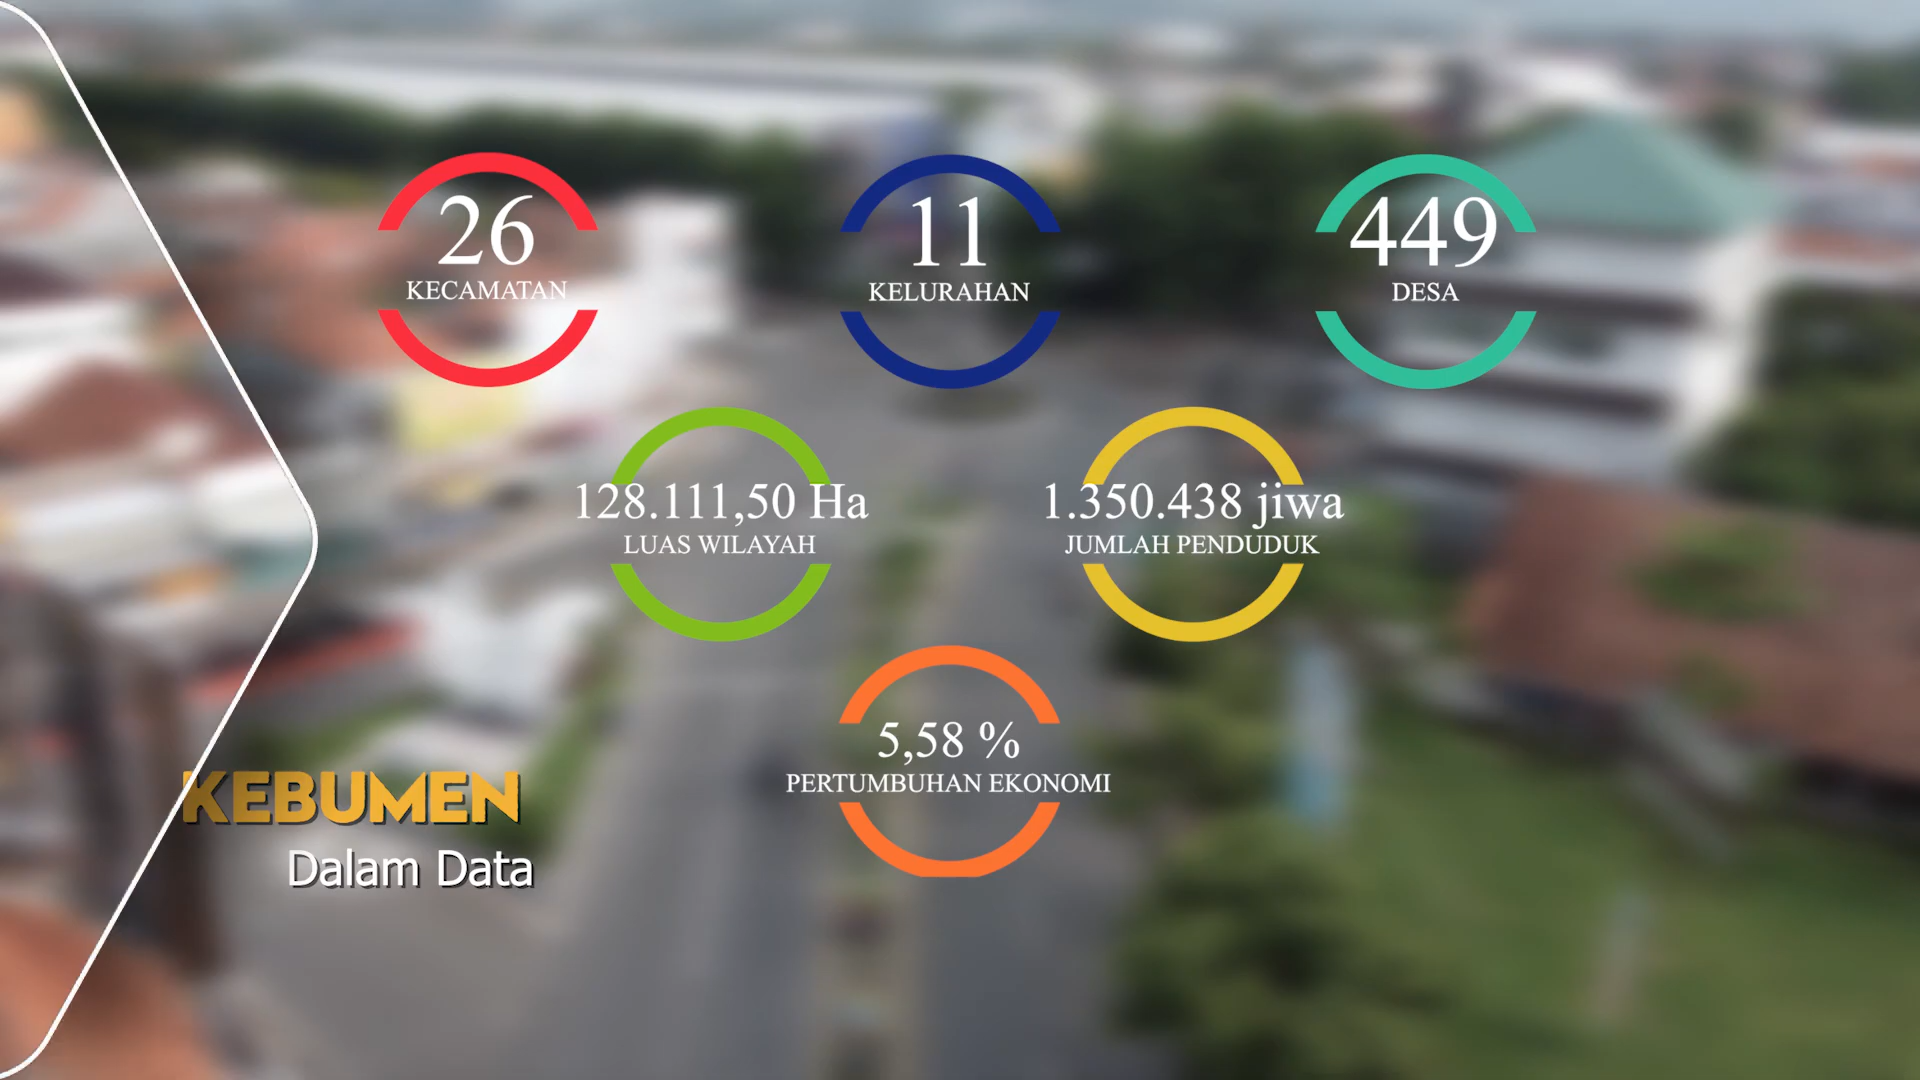 26
KECAMATAN
11
KELURAHAN
449
DESA
128.111,50 Ha
LUAS WILAYAH
1.350.438 jiwa
JUMLAH PENDUDUK
5,58 %
PERTUMBUHAN EKONOMI
KEBUMEN
Dalam Data